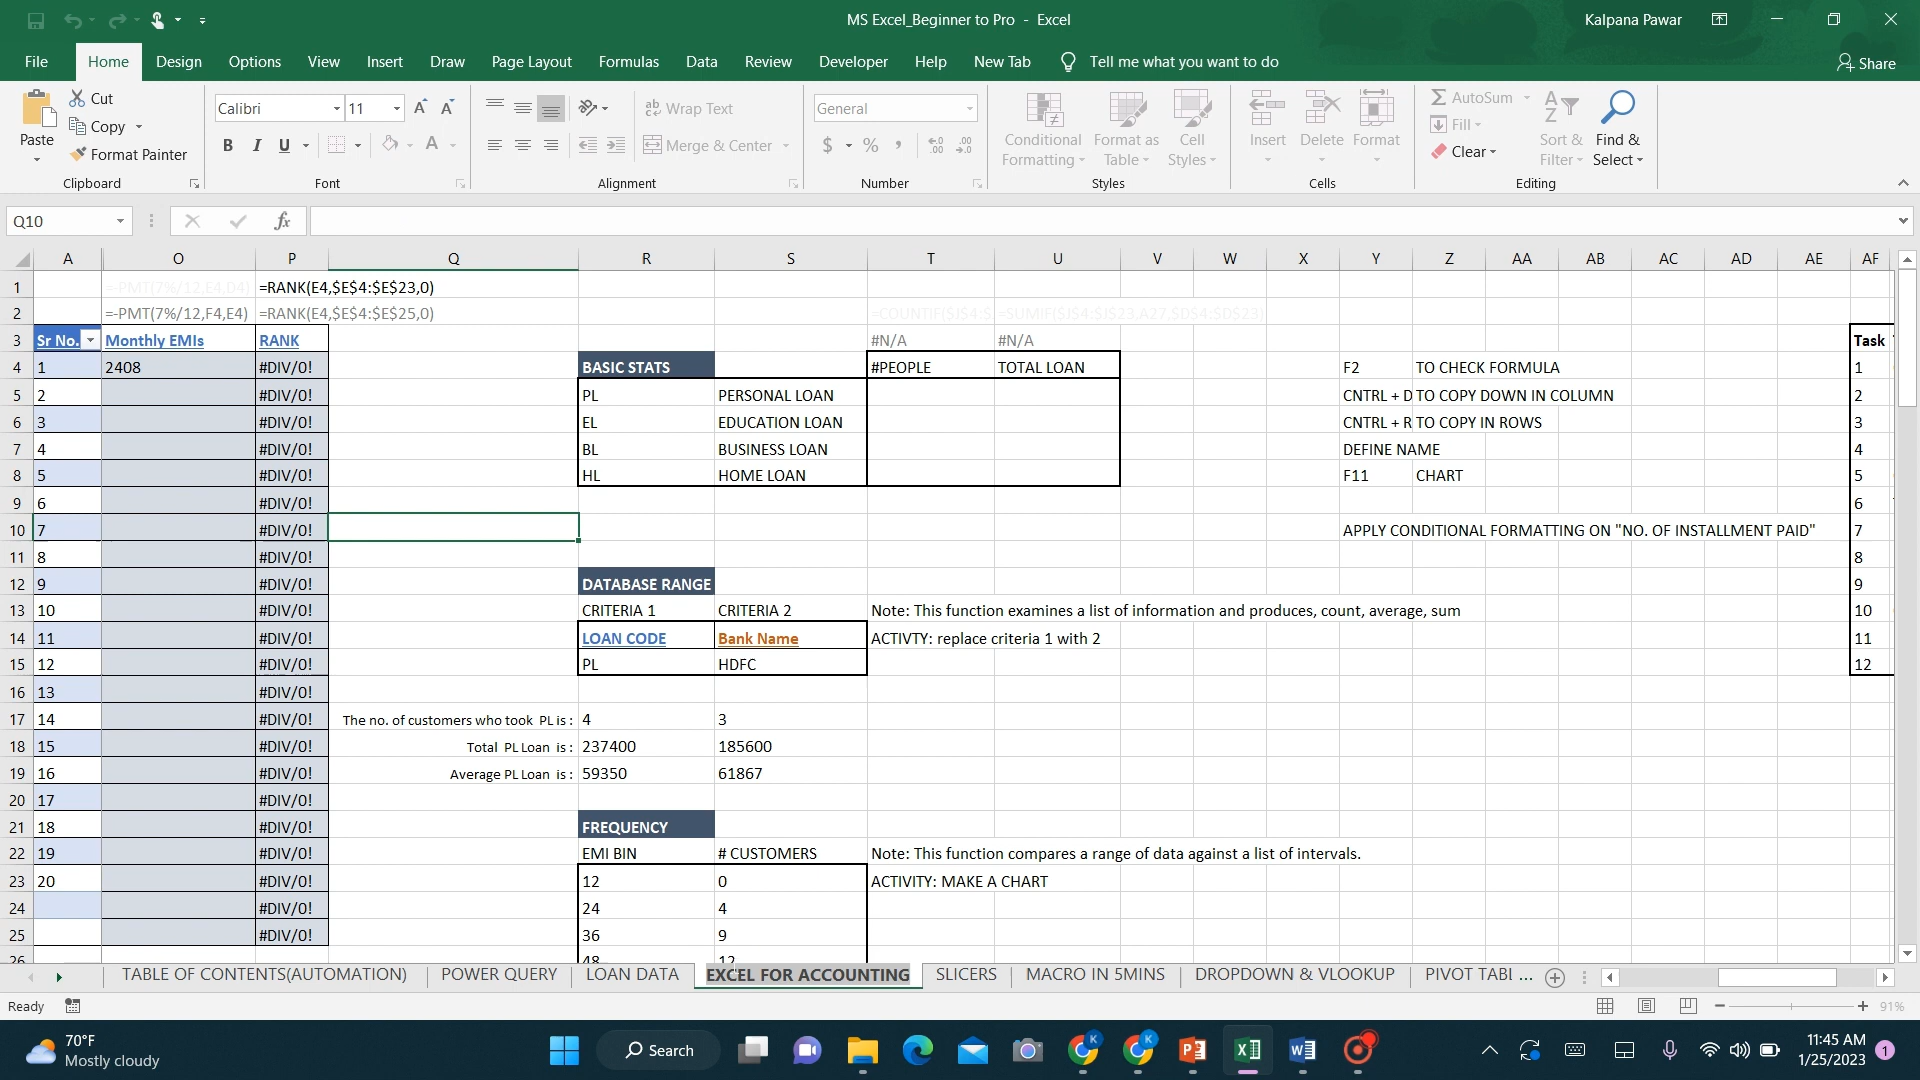 MS Excel_Beginner to Pro - Excel
Kalpana Pawar
File Home Design Options View Insert Draw Page Layout Formulas Data Review Developer Help New Tab Tell me what you want to do Share
Paste Cut Copy Format Painter Clipboard
Calibri 11 B I U Font
ab Wrap Text Merge & Center Alignment
General $ % , Number
Conditional Formatting Format as Table Cell Styles Styles
Insert Delete Format Cells
AutoSum Fill Clear Sort & Filter Find & Select Editing
Q10 fx
A O P Q R S T U V W X Y Z AA AB AC AD AE AF
1 =-PMT(7%/12,E4,D4) =RANK(E4,$E$4:$E$23,0)
2 =-PMT(7%/12,F4,E4) =RANK(E4,$E$4:$E$25,0) =COUNTIF($J$4:$ =SUMIF($J$4:$J$23,A27,$D$4:$D$23)
3 Sr No. Monthly EMIs RANK #N/A #N/A Task
4 1 2408 #DIV/0! BASIC STATS #PEOPLE TOTAL LOAN F2 TO CHECK FORMULA 1
5 2 #DIV/0! PL PERSONAL LOAN CNTRL + D TO COPY DOWN IN COLUMN 2
6 3 #DIV/0! EL EDUCATION LOAN CNTRL + R TO COPY IN ROWS 3
7 4 #DIV/0! BL BUSINESS LOAN DEFINE NAME 4
8 5 #DIV/0! HL HOME LOAN F11 CHART 5
9 6 #DIV/0! 6
10 7 #DIV/0! APPLY CONDITIONAL FORMATTING ON "NO. OF INSTALLMENT PAID" 7
11 8 #DIV/0! 8
12 9 #DIV/0! DATABASE RANGE 9
13 10 #DIV/0! CRITERIA 1 CRITERIA 2 Note: This function examines a list of information and produces, count, average, sum 10
14 11 #DIV/0! LOAN CODE Bank Name ACTIVTY: replace criteria 1 with 2 11
15 12 #DIV/0! PL HDFC 12
16 13 #DIV/0!
17 14 #DIV/0! The no. of customers who took PL is : 4 3
18 15 #DIV/0! Total PL Loan is : 237400 185600
19 16 #DIV/0! Average PL Loan is : 59350 61867
20 17 #DIV/0!
21 18 #DIV/0! FREQUENCY
22 19 #DIV/0! EMI BIN # CUSTOMERS Note: This function compares a range of data against a list of intervals.
23 20 #DIV/0! 12 0 ACTIVITY: MAKE A CHART
24 #DIV/0! 24 4
25 #DIV/0! 36 9
26 48 12
TABLE OF CONTENTS(AUTOMATION) POWER QUERY LOAN DATA EXCEL FOR ACCOUNTING SLICERS MACRO IN 5MINS DROPDOWN & VLOOKUP PIVOT TABL ...
Ready 91%
70°F
Mostly cloudy
Search
11:45 AM
1/25/2023
1